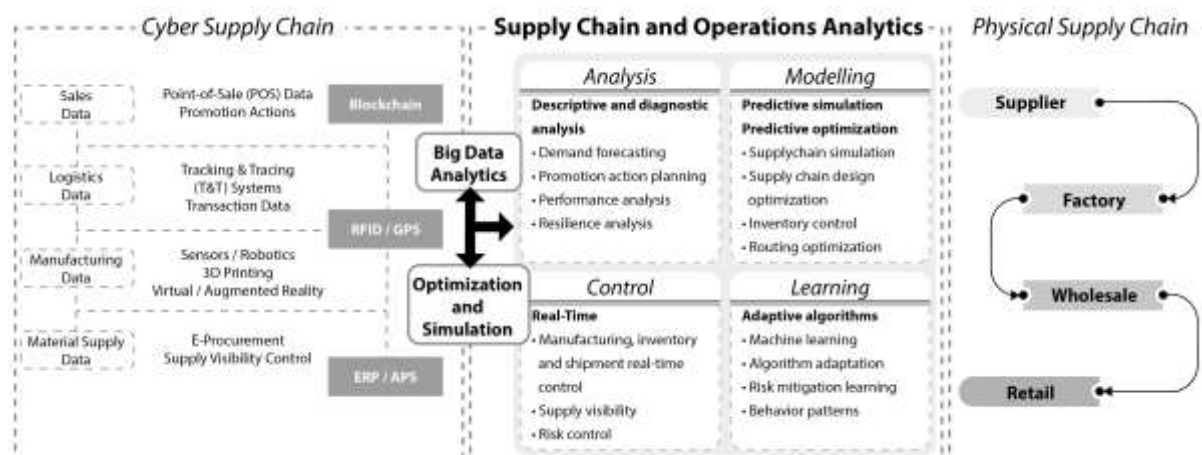 Cyber Supply Chain
Sales
Data
Point-of-Sale (POS) Data
Promotion Actions
Blockchain
Logistics
Data
Tracking & Tracing
(T&T) Systems
Transaction Data
RFID / GPS
Manufacturing
Data
Sensors / Robotics
3D Printing
Virtual / Augmented Reality
Material Supply
Data
E-Procurement
Supply Visibility Control
ERP / APS
Supply Chain and Operations Analytics
Big Data
Analytics
Optimization
and
Simulation
Analysis
Descriptive and diagnostic
analysis
• Demand forecasting
• Promotion action planning
• Performance analysis
• Resilience analysis
Modelling
Predictive simulation
Predictive optimization
• Supplychain simulation
• Supply chain design
optimization
• Inventory control
• Routing optimization
Control
Real-Time
• Manufacturing, inventory
and shipment real-time
control
• Supply visibility
• Risk control
Learning
Adaptive algorithms
• Machine learning
• Algorithm adaptation
• Risk mitigation learning
• Behavior patterns
Physical Supply Chain
Supplier
Factory
Wholesale
Retail